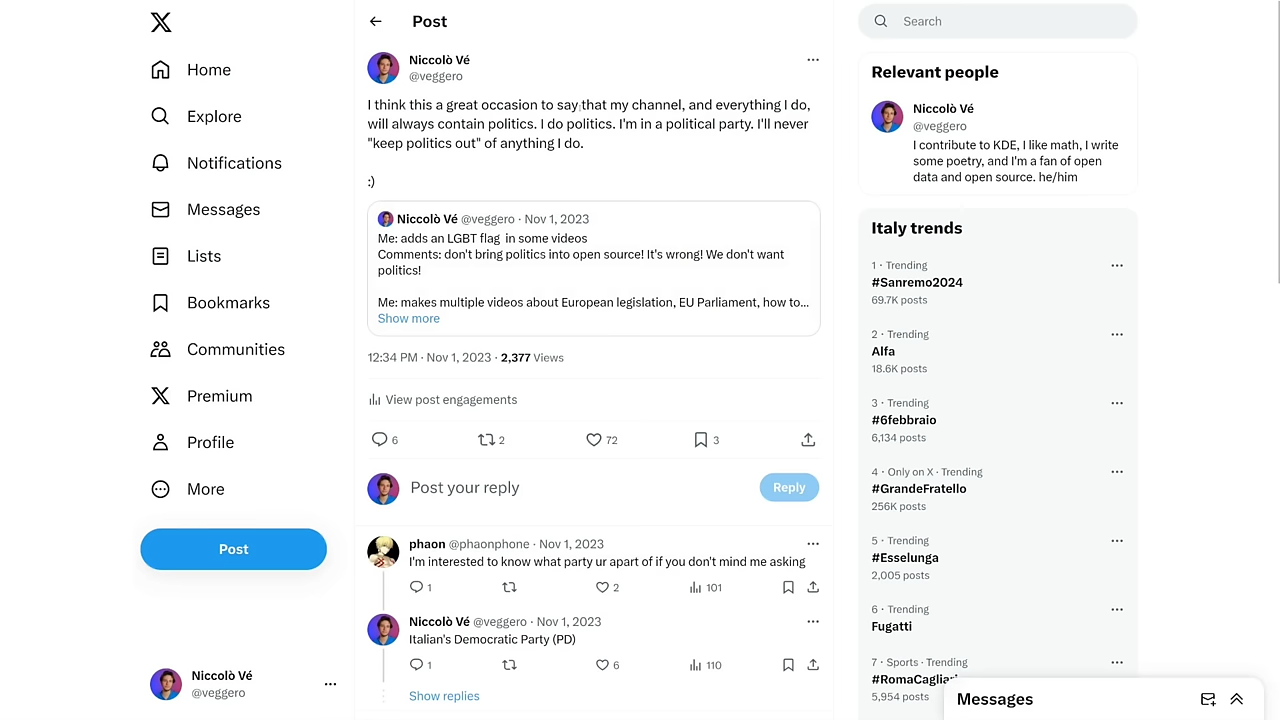 Home
Explore
Notifications
Messages
Lists
Bookmarks
Communities
Premium
Profile
More
Post
Niccolò Vé
@veggero
Post
Niccolò Vé
@veggero
I think this a great occasion to say that my channel, and everything I do,
will always contain politics. I do politics. I'm in a political party. I'll never
"keep politics out" of anything I do.
:)
Niccolò Vé @veggero · Nov 1, 2023
Me: adds an LGBT flag in some videos
Comments: don't bring politics into open source! It's wrong! We don't want
politics!
Me: makes multiple videos about European legislation, EU Parliament, how to...
Show more
12:34 PM · Nov 1, 2023 · 2,377 Views
View post engagements
6 2 72 3
Post your reply
Reply
phaon @phaonphone · Nov 1, 2023
I'm interested to know what party ur apart of if you don't mind me asking
1 2 101
Niccolò Vé @veggero · Nov 1, 2023
Italian's Democratic Party (PD)
1 6 110
Show replies
Search
Relevant people
Niccolò Vé
@veggero
I contribute to KDE, I like math, I write
some poetry, and I'm a fan of open
data and open source. he/him
Italy trends
1 · Trending
#Sanremo2024
69.7K posts
2 · Trending
Alfa
18.6K posts
3 · Trending
#6febbraio
6,134 posts
4 · Only on X · Trending
#GrandeFratello
256K posts
5 · Trending
#Esselunga
2,005 posts
6 · Trending
Fugatti
7 · Sports · Trending
#RomaCagliari
5,954 posts
Messages